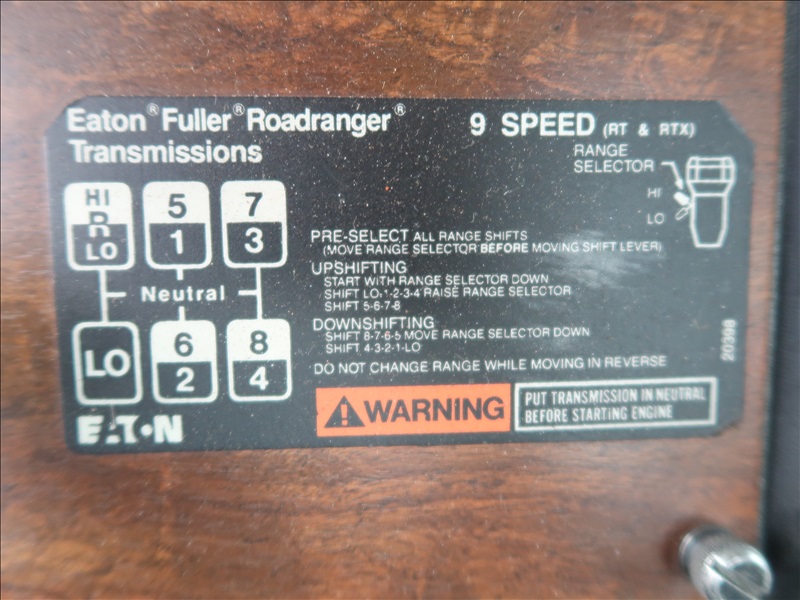 Eaton® Fuller® Roadranger®
Transmissions
9 SPEED (RT & RTX)
RANGE
SELECTOR
HI
LO
HI
R
LO
5
1
7
3
Neutral
LO
6
2
8
4
PRE-SELECT ALL RANGE SHIFTS
(MOVE RANGE SELECTOR BEFORE MOVING SHIFT LEVER)
UPSHIFTING
START WITH RANGE SELECTOR DOWN
SHIFT LO-1-2-3-4 RAISE RANGE SELECTOR
SHIFT 5-6-7-8
DOWNSHIFTING
SHIFT 8-7-6-5 MOVE RANGE SELECTOR DOWN
SHIFT 4-3-2-1-LO
DO NOT CHANGE RANGE WHILE MOVING IN REVERSE
WARNING
PUT TRANSMISSION IN NEUTRAL
BEFORE STARTING ENGINE
EATON
20398